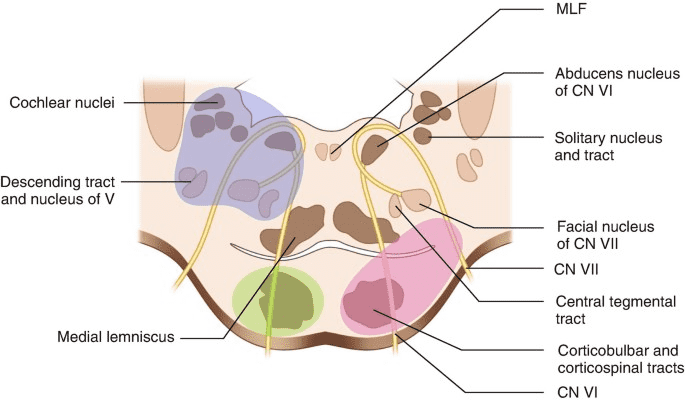 MLF
Abducens nucleus
of CN VI
Cochlear nuclei
Solitary nucleus
and tract
Descending tract
and nucleus of V
Facial nucleus
of CN VII
CN VII
Central tegmental
tract
Medial lemniscus
Corticobulbar and
corticospinal tracts
CN VI